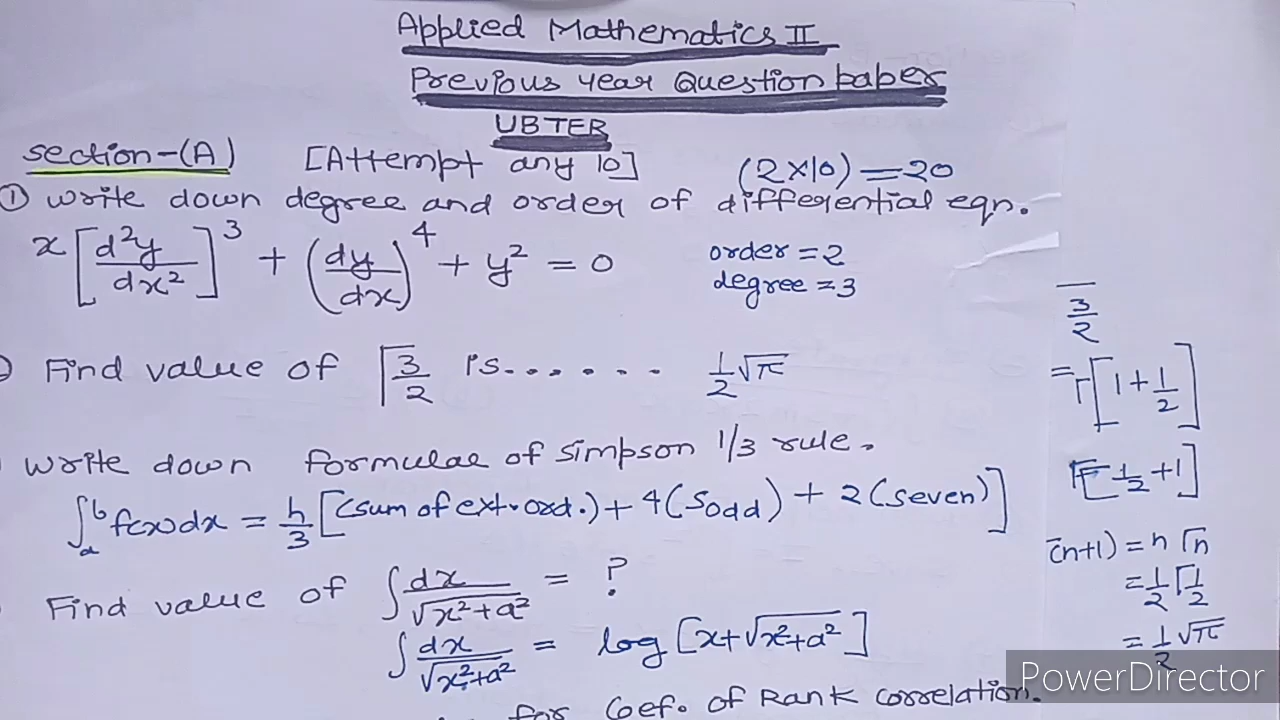 Applied Mathematics II
Previous year Question paper
UBTER
Section-(A) [Attempt any 10] (2×10)=20
① write down degree and order of differential eqn.
x[d²y/dx²]³ + (dy/dx)⁴ + y² = 0 order = 2
degree = 3
Find value of Γ3/2 is...... 1/2√π
write down formulae of simpson 1/3 rule.
∫ₐᵇ f(x)dx = h/3[(sum of ext. ord.) + 4(Sodd) + 2(Seven)]
Find value of ∫dx/√x²+a² = ?
∫dx/√x²+a² = log[x+√x²+a²]
for Coef. of Rank correlation.
3/2
= Γ[1+1/2]
Γ[1/2+1]
(n+1) = n Γn
= 1/2 Γ1/2
= 1/2 √π
PowerDirector